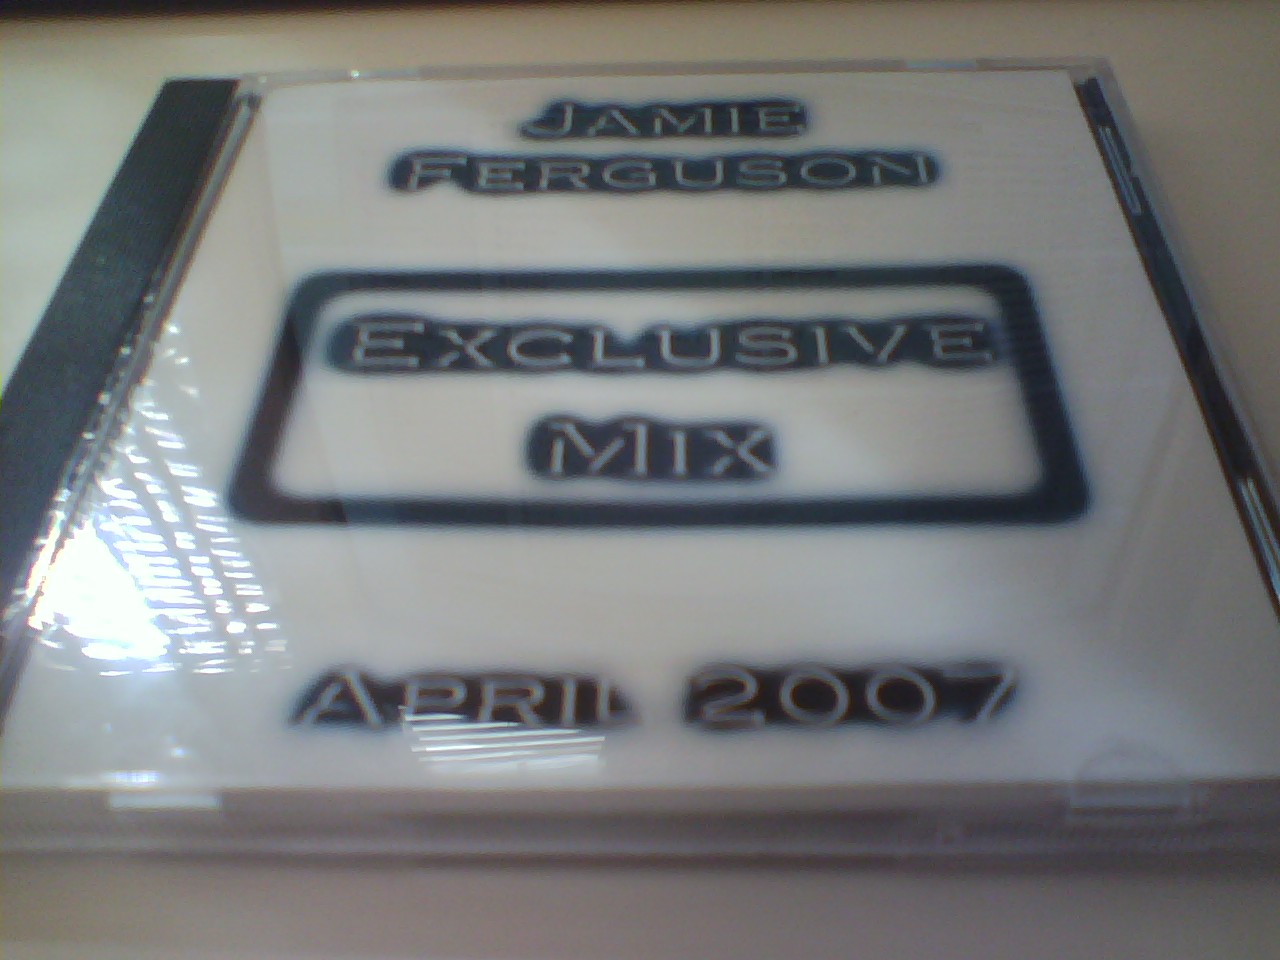 Jamie
Ferguson
Exclusive
Mix
April 2007